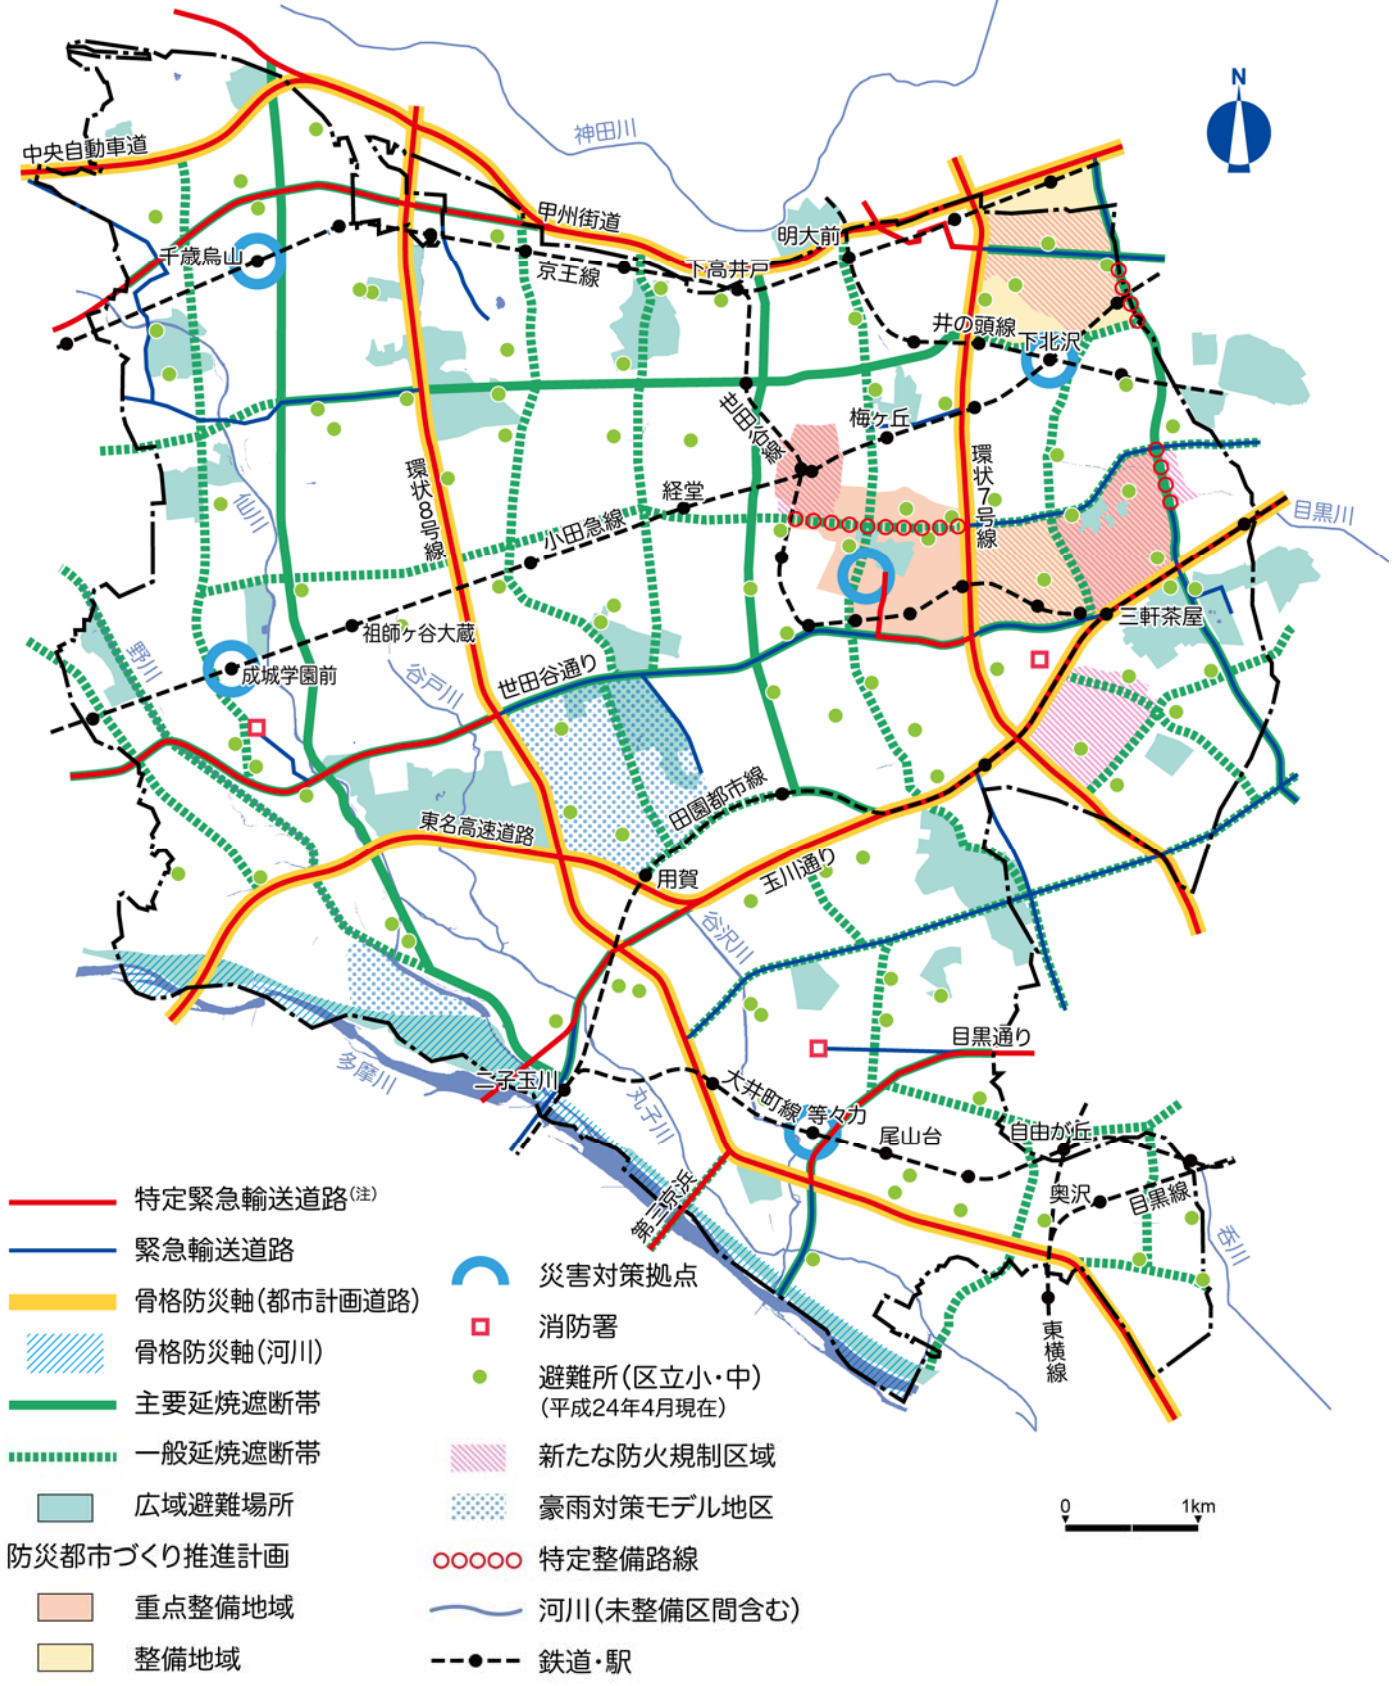 N
神田川
中央自動車道
甲州街道
明大前
千歳烏山
京王線
下高井戸
井の頭線
下北沢
世田谷線
梅ヶ丘
環状8号線
環状7号線
経堂
仙川
小田急線
目黒川
三軒茶屋
祖師ヶ谷大蔵
野川
成城学園前
谷戸川
世田谷通り
田園都市線
東名高速道路
玉川通り
用賀
谷沢川
目黒通り
多摩川
二子玉川
大井町線
等々力
丸子川
尾山台
自由が丘
奥沢
目黒線
第三京浜
呑川
東横線
特定緊急輸送道路(注)
緊急輸送道路
骨格防災軸(都市計画道路)
骨格防災軸(河川)
主要延焼遮断帯
一般延焼遮断帯
広域避難場所
防災都市づくり推進計画
重点整備地域
整備地域
災害対策拠点
消防署
避難所(区立小・中)
(平成24年4月現在)
新たな防火規制区域
豪雨対策モデル地区
特定整備路線
河川(未整備区間含む)
鉄道・駅
0 1km